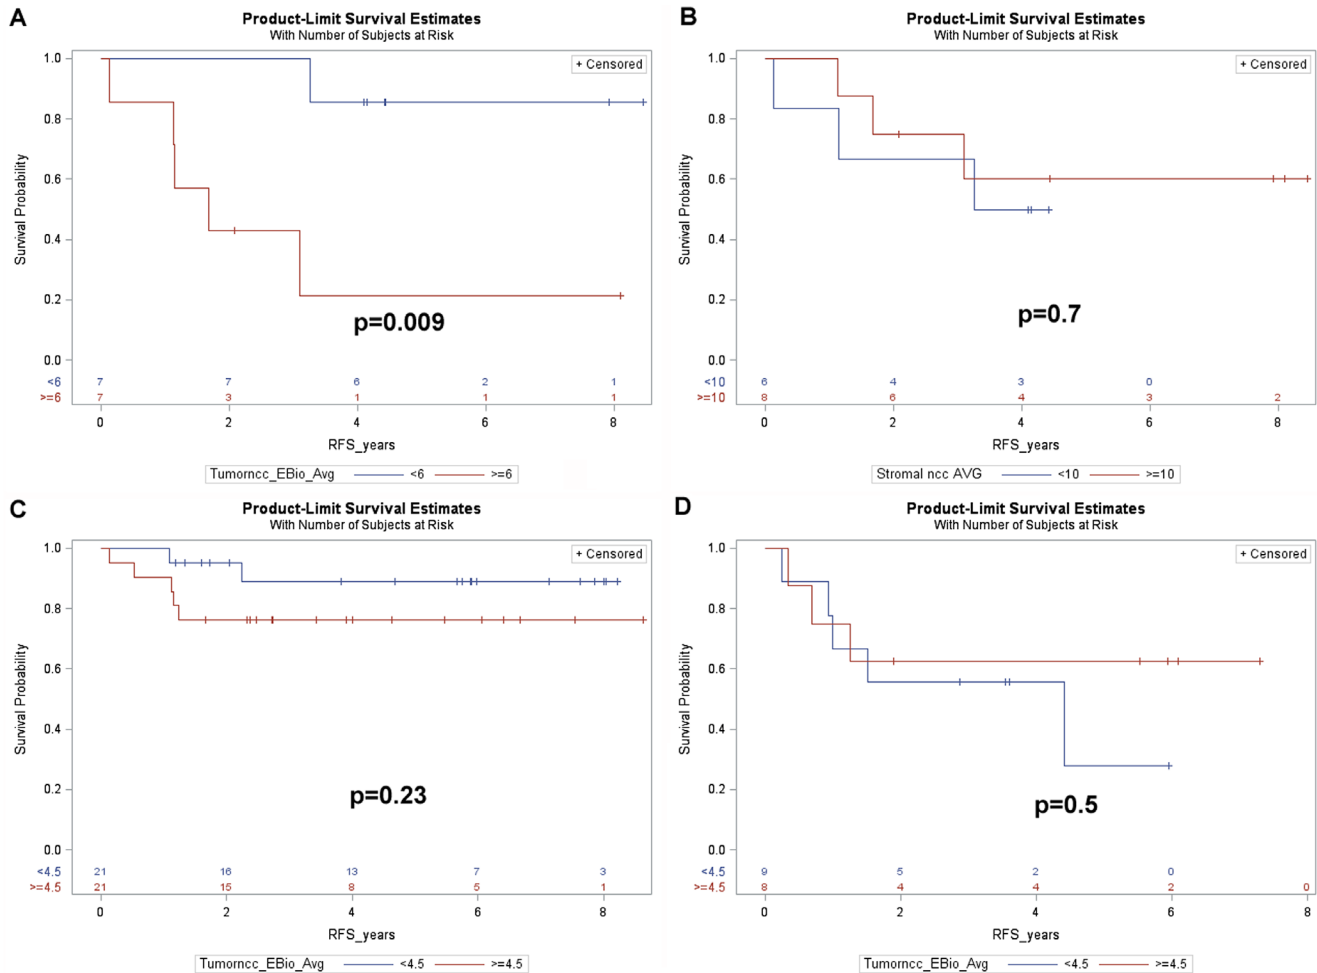 A
Product-Limit Survival Estimates
With Number of Subjects at Risk
+ Censored
Survival Probability
1.0
0.8
0.6
0.4
0.2
0.0
p=0.009
<6 7 7 6 2 1
>=6 7 3 1 1 1
0 2 4 6 8
RFS_years
Tumorncc_EBio_Avg <6 >=6
B
Product-Limit Survival Estimates
With Number of Subjects at Risk
+ Censored
Survival Probability
1.0
0.8
0.6
0.4
0.2
0.0
p=0.7
<10 6 4 3 0
>=10 8 6 4 3 2
0 2 4 6 8
RFS_years
Stromal ncc AVG <10 >=10
C
Product-Limit Survival Estimates
With Number of Subjects at Risk
+ Censored
Survival Probability
1.0
0.8
0.6
0.4
0.2
0.0
p=0.23
<4.5 21 16 13 7 3
>=4.5 21 15 8 5 1
0 2 4 6 8
RFS_years
Tumorncc_EBio_Avg <4.5 >=4.5
D
Product-Limit Survival Estimates
With Number of Subjects at Risk
+ Censored
Survival Probability
1.0
0.8
0.6
0.4
0.2
0.0
p=0.5
<4.5 9 5 2 0
>=4.5 8 4 4 2 0
0 2 4 6 8
RFS_years
Tumorncc_EBio_Avg <4.5 >=4.5